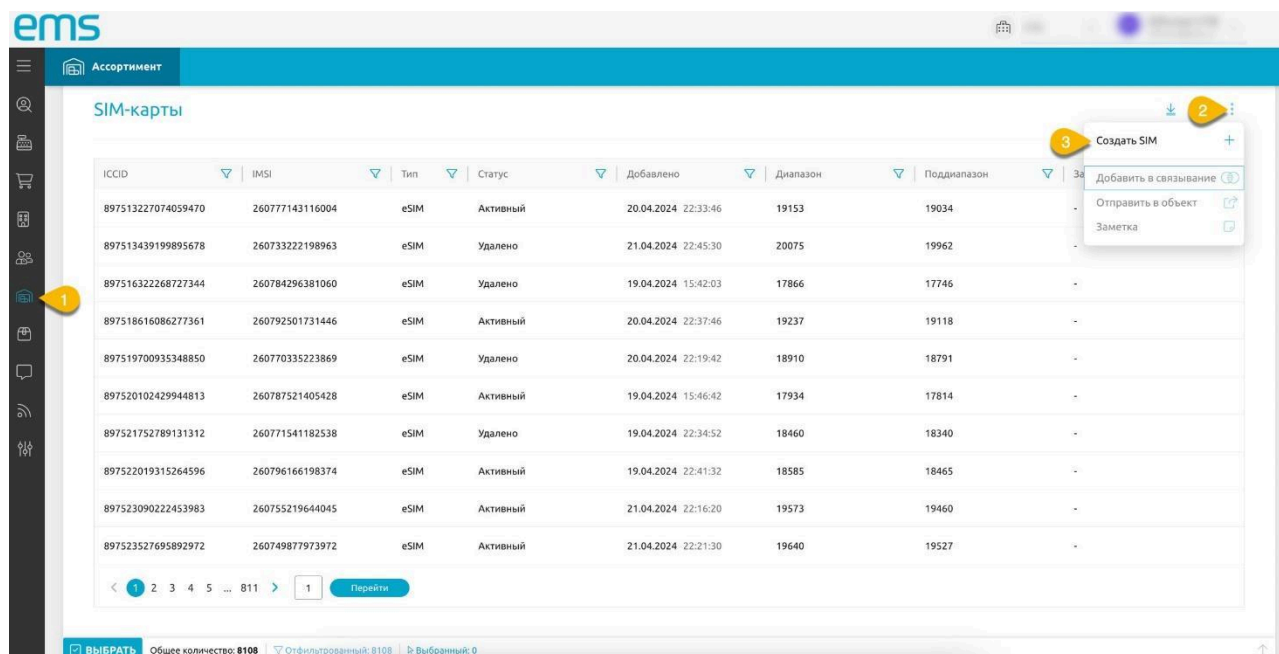 ems
Ассортимент
SIM-карты
2
3 Создать SIM
Добавить в связывание
Отправить в объект
Заметка
ICCID IMSI Тип Статус Добавлено Диапазон Поддиапазон
897513227074059470 260777143116004 eSIM Активный 20.04.2024 22:33:46 19153 19034 -
897513439199895678 260733222198963 eSIM Удалено 21.04.2024 22:45:30 20075 19962 -
897516322268727344 260784296381060 eSIM Удалено 19.04.2024 15:42:03 17866 17746 -
1
897518616086277361 260792501731446 eSIM Активный 20.04.2024 22:37:46 19237 19118 -
897519700935348850 260770335223869 eSIM Удалено 20.04.2024 22:19:42 18910 18791 -
897520102429944813 260787521405428 eSIM Активный 19.04.2024 15:46:42 17934 17814 -
897521752789131312 260771541182538 eSIM Удалено 19.04.2024 22:34:52 18460 18340 -
897522019315264596 260796166198374 eSIM Активный 19.04.2024 22:41:32 18585 18465 -
897523090222453983 260755219644045 eSIM Активный 21.04.2024 22:16:20 19573 19460 -
897523527695892972 260749877973972 eSIM Активный 21.04.2024 22:21:30 19640 19527 -
< 1 2 3 4 5 ... 811 > 1 Перейти
ВЫБРАТЬ Общее количество: 8108 Отфильтрованный: 8108 Выбранный: 0